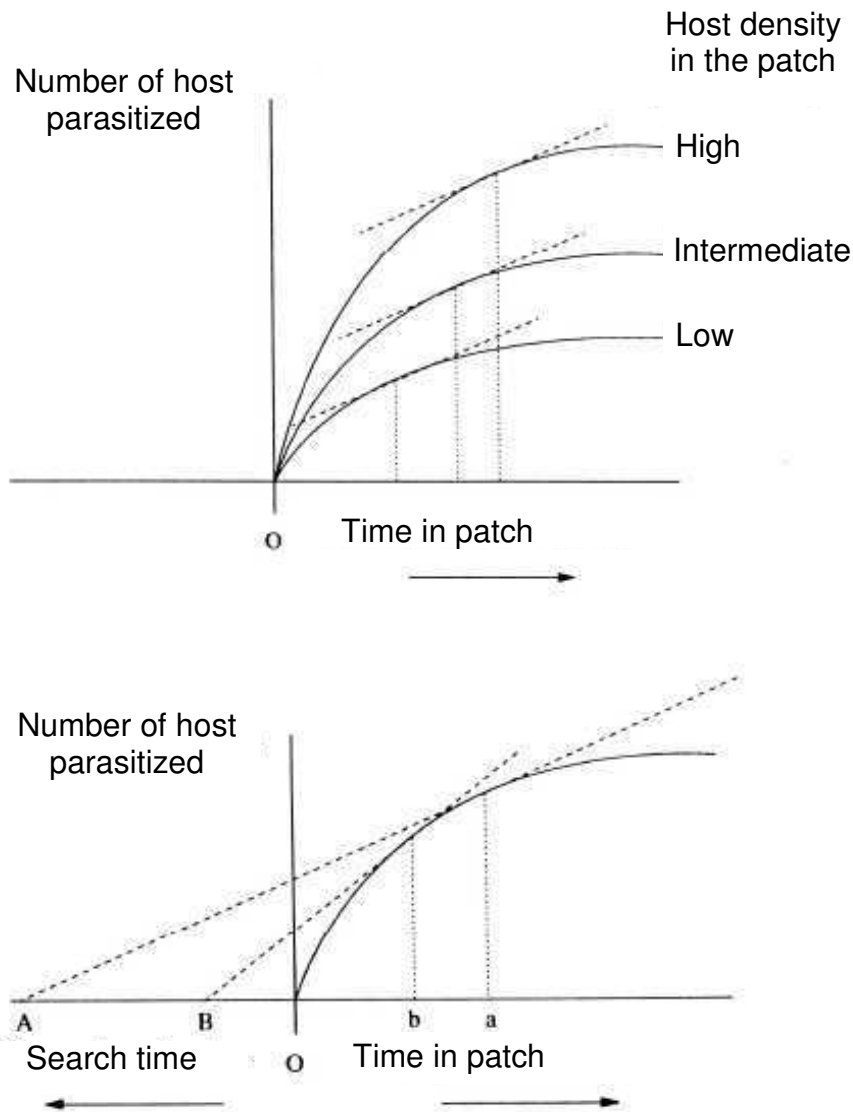 Host density
in the patch
Number of host
parasitized
High
Intermediate
Low
O
Time in patch
Number of host
parasitized
A
B
b
a
Search time
O
Time in patch